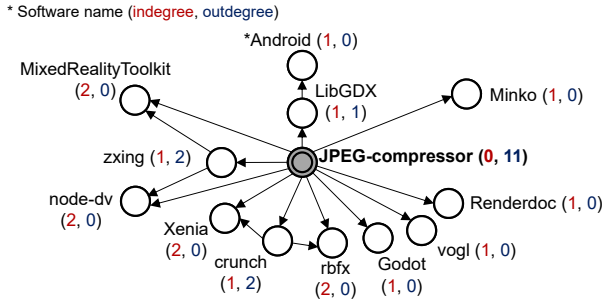 * Software name (indegree, outdegree)
*Android (1, 0)
MixedRealityToolkit
(2, 0)
LibGDX
(1, 1)
Minko (1, 0)
zxing (1, 2)
JPEG-compressor (0, 11)
node-dv
(2, 0)
Renderdoc (1, 0)
Xenia
(2, 0)
vogl (1, 0)
crunch
(1, 2)
rbfx
(2, 0)
Godot
(1, 0)